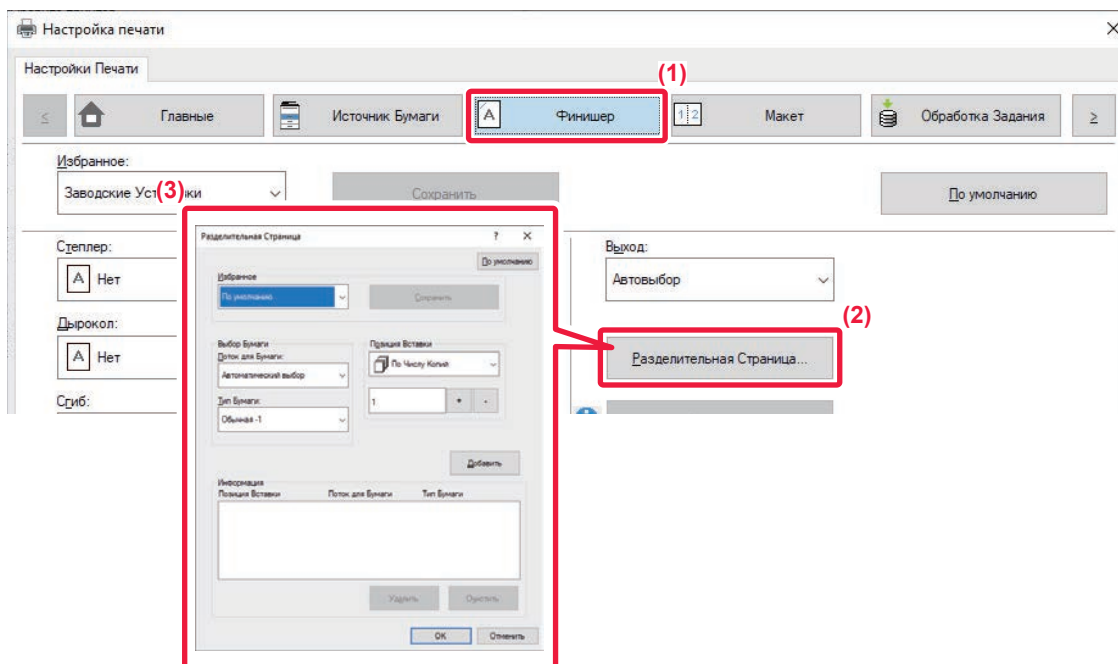 Настройка печати
Настройки Печати
(1)
<
Главные
Источник Бумаги
Финишер
Макет
Обработка Задания
>
Избранное:
Заводские Уст
ки
(3)
Сохранить
По умолчанию
Степлер:
Нет
Дырокол:
Нет
Сгиб:
Разделительная Страница
?
По умолчанию
Избранное
По умолчанию
Сохранить
Выбор Бумаги
Лоток для Бумаги:
Автоматический выбор
Тип Бумаги:
Обычная -1
Позиция Вставки
По Числу Копий
1
+
-
Добавить
Информация
Позиция Вставки
Лоток для Бумаги
Тип Бумаги
Удалить
Очистить
OK
Отменить
Выход:
Автовыбор
(2)
Разделительная Страница...